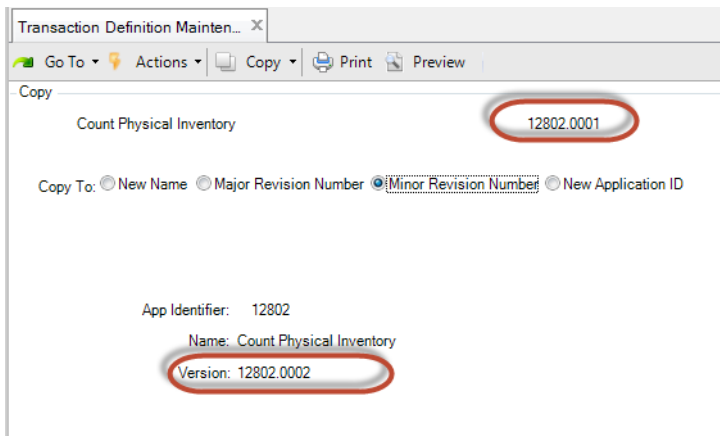 Transaction Definition Mainten... X
Go To Actions Copy Print Preview
Copy
Count Physical Inventory 12802.0001
Copy To: New Name Major Revision Number Minor Revision Number New Application ID
App Identifier: 12802
Name: Count Physical Inventory
Version: 12802.0002